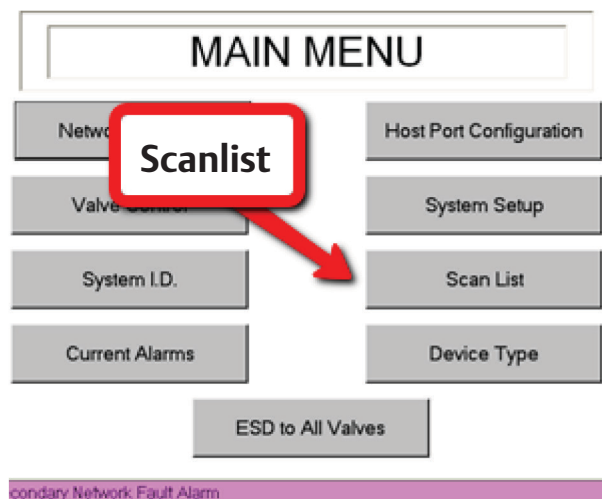 MAIN MENU
Scanlist
Host Port Configuration
System Setup
System I.D.
Scan List
Current Alarms
Device Type
ESD to All Valves
condary Network Fault Alarm